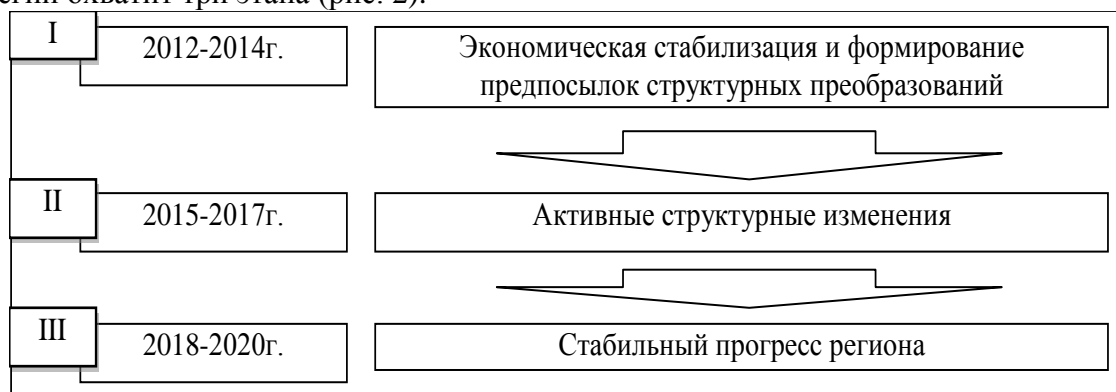 охватит три этапа (рис. 2).
I
2012-2014г.
Экономическая стабилизация и формирование
предпосылок структурных преобразований
II
2015-2017г.
Активные структурные изменения
III
2018-2020г.
Стабильный прогресс региона